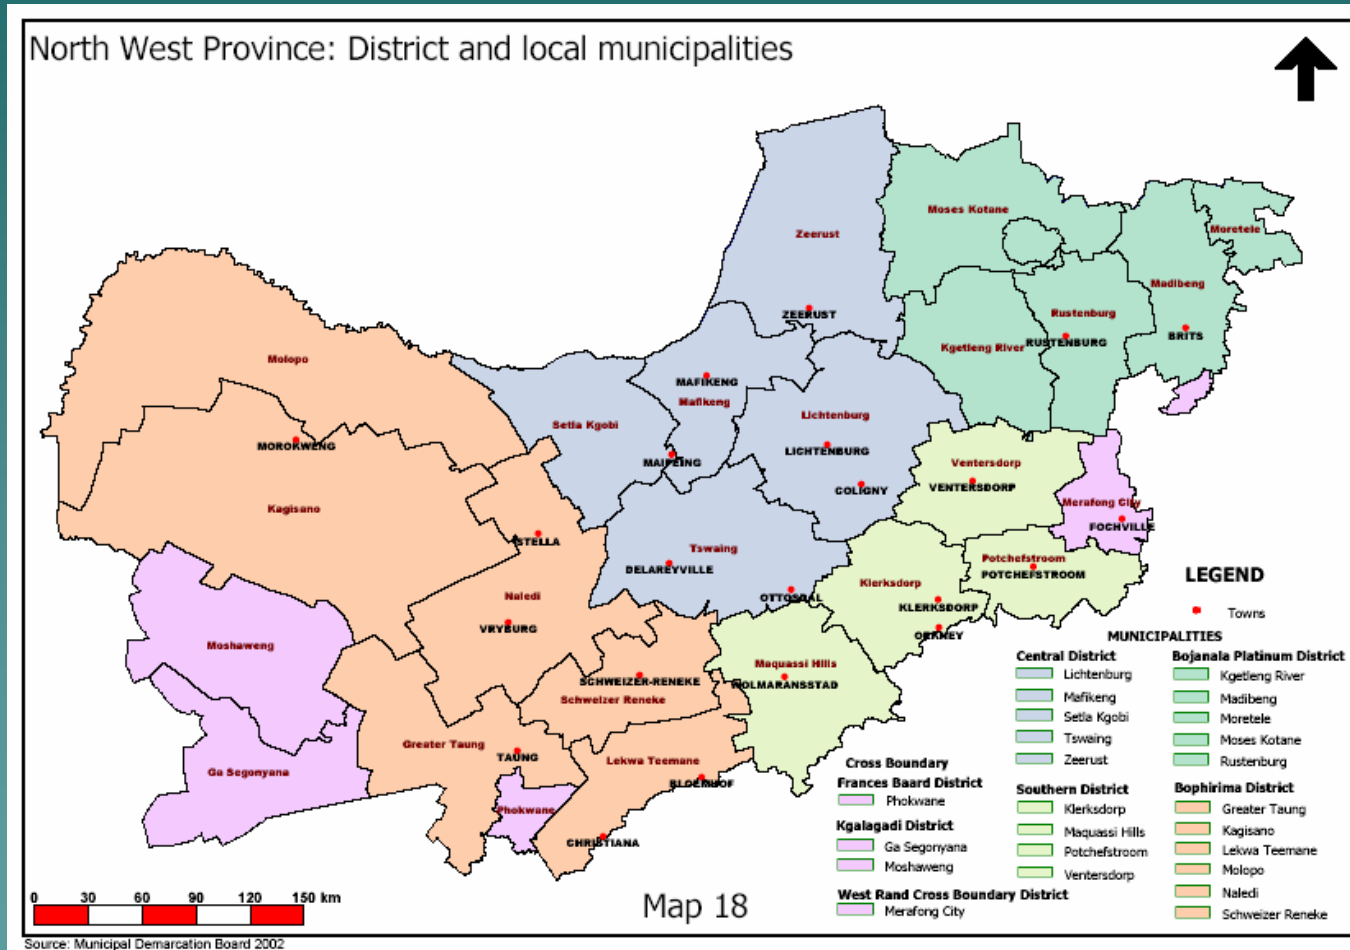 North West Province: District and local municipalities
Moses Kotane
Moretele
Zeerust
Madibeng
ZEERUST
Rustenburg
BRITS
RUSTENBURG
Kgetleng River
Molopo
MAFIKENG
Mafikeng
Lichtenburg
Setla Kgobi
MOROKWENG
LICHTENBURG
Ventersdorp
COLIGNY
VENTERSDORP
Kagisano
Merafong City
FOCHVILLE
STELLA
Tswaing
DELAREYVILLE
Potchefstroom
POTCHEFSTROOM
Klerksdorp
Naledi
OTTOSDAL
KLERKSDORP
VRYBURG
ORKNEY
Moshaweng
Maquassi Hills
SCHWEIZER-RENEKE
WOLMARANSSTAD
Schweizer Reneke
Greater Taung
TAUNG
Lekwa Teemane
Ga Segonyana
BLOEMHOF
Phokwane
CHRISTIANA
LEGEND
Towns
MUNICIPALITIES
Central District
Lichtenburg
Mafikeng
Setla Kgobi
Tswaing
Zeerust
Bojanala Platinum District
Kgetleng River
Madibeng
Moretele
Moses Kotane
Rustenburg
Cross Boundary
Frances Baard District
Phokwane
Kgalagadi District
Ga Segonyana
Moshaweng
West Rand Cross Boundary District
Merafong City
Southern District
Klerksdorp
Maquassi Hills
Potchefstroom
Ventersdorp
Bophirima District
Greater Taung
Kagisano
Lekwa Teemane
Molopo
Naledi
Schweizer Reneke
0 30 60 90 120 150 km
Map 18
Source: Municipal Demarcation Board 2002